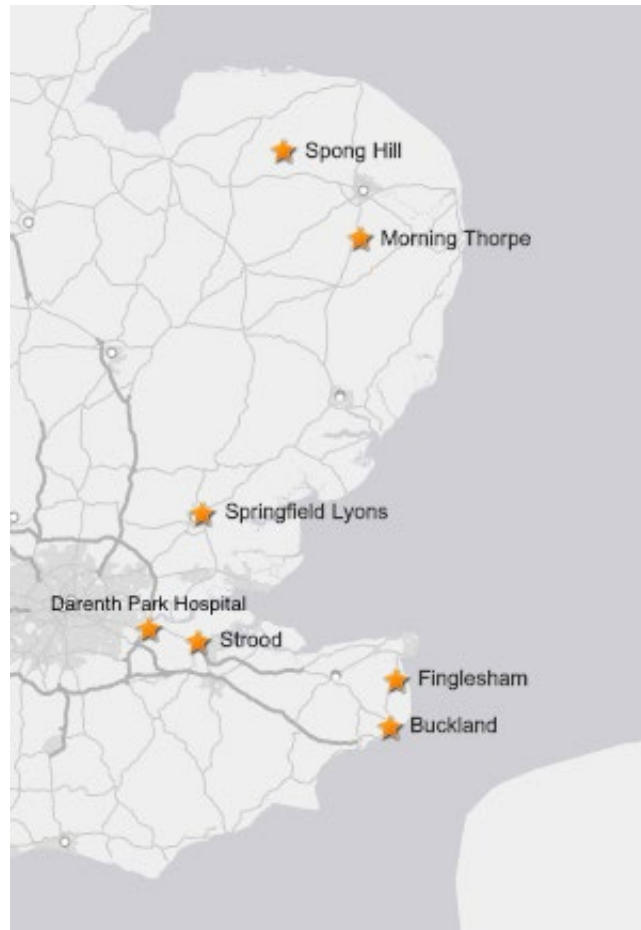 Spong Hill
Morning Thorpe
Springfield Lyons
Darenth Park Hospital
Strood
Finglesham
Buckland